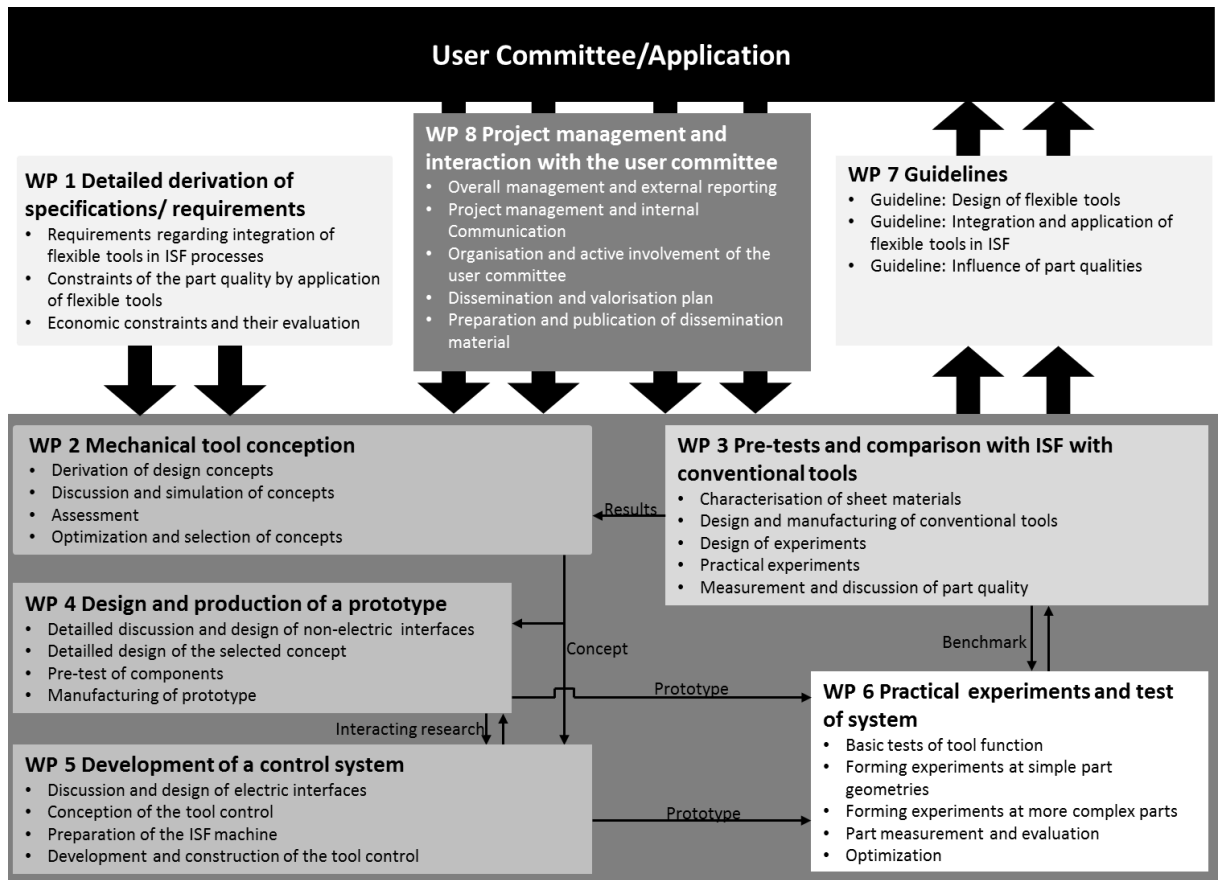 User Committee/Application
WP 1 Detailed derivation of
specifications/ requirements
• Requirements regarding integration of
flexible tools in ISF processes
• Constraints of the part quality by application
of flexible tools
• Economic constraints and their evaluation
WP 8 Project management and
interaction with the user committee
• Overall management and external reporting
• Project management and internal
Communication
• Organisation and active involvement of the
user committee
• Dissemination and valorisation plan
• Preparation and publication of dissemination
material
WP 7 Guidelines
• Guideline: Design of flexible tools
• Guideline: Integration and application of
flexible tools in ISF
• Guideline: Influence of part qualities
WP 2 Mechanical tool conception
• Derivation of design concepts
• Discussion and simulation of concepts
• Assessment
• Optimization and selection of concepts
Results
WP 3 Pre-tests and comparison with ISF with
conventional tools
• Characterisation of sheet materials
• Design and manufacturing of conventional tools
• Design of experiments
• Practical experiments
• Measurement and discussion of part quality
WP 4 Design and production of a prototype
• Detailled discussion and design of non-electric interfaces
• Detailled design of the selected concept
• Pre-test of components
• Manufacturing of prototype
Concept
Benchmark
Prototype
Interacting research
WP 5 Development of a control system
• Discussion and design of electric interfaces
• Conception of the tool control
• Preparation of the ISF machine
• Development and construction of the tool control
Prototype
WP 6 Practical experiments and test
of system
• Basic tests of tool function
• Forming experiments at simple part
geometries
• Forming experiments at more complex parts
• Part measurement and evaluation
• Optimization